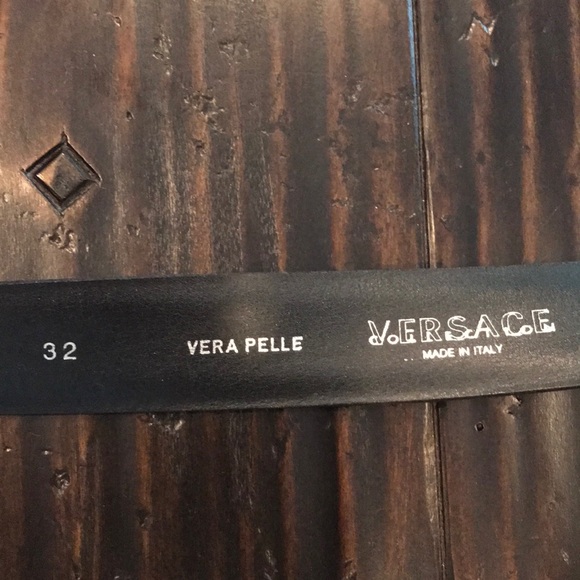 32
VERA PELLE
VERSACE
MADE IN ITALY